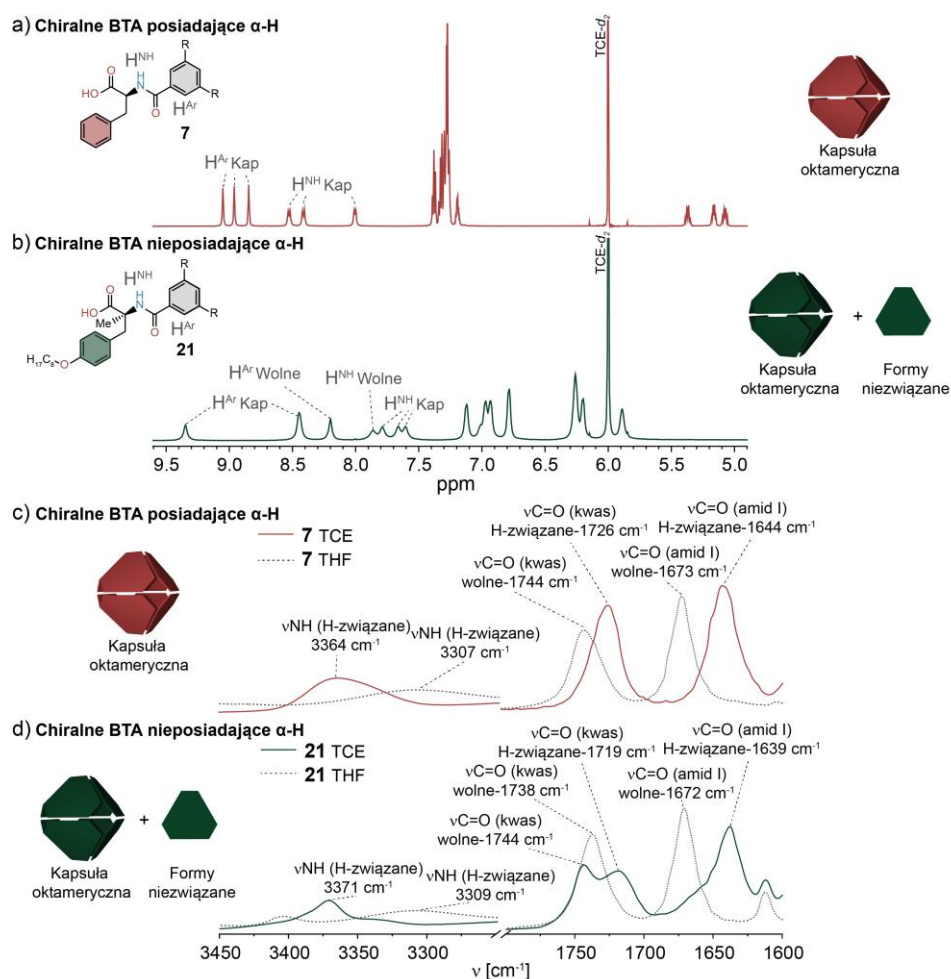 a) Chiralne BTA posiadające α-H
R
H^NH
O
H
HO
N
R
H^Ar
O
7
H^Ar Kap
H^NH Kap
TCE-d₂
Kapsuła
oktameryczna
b) Chiralne BTA nieposiadające α-H
R
H^NH
O
H
HO
N
R
Me
H^Ar
O
H₁₇C₈
O
21
H^Ar Kap
H^Ar Wolne
H^NH Wolne
H^NH Kap
TCE-d₂
+
Kapsuła
oktameryczna
Formy
niezwiązane
9.5 9.0 8.5 8.0 7.5 7.0 6.5 6.0 5.5 5.0
ppm
c) Chiralne BTA posiadające α-H
7 TCE
7 THF
Kapsuła
oktameryczna
νNH (H-związane)
3364 cm⁻¹
νNH (H-związane)
3307 cm⁻¹
νC=O (kwas)
wolne-1744 cm⁻¹
νC=O (kwas)
H-związane-1726 cm⁻¹
νC=O (amid I)
wolne-1673 cm⁻¹
νC=O (amid I)
H-związane-1644 cm⁻¹
d) Chiralne BTA nieposiadające α-H
21 TCE
21 THF
+
Kapsuła
oktameryczna
Formy
niezwiązane
νNH (H-związane)
3371 cm⁻¹
νNH (H-związane)
3309 cm⁻¹
νC=O (kwas)
wolne-1744 cm⁻¹
νC=O (kwas)
wolne-1738 cm⁻¹
νC=O (kwas)
H-związane-1719 cm⁻¹
νC=O (amid I)
wolne-1672 cm⁻¹
νC=O (amid I)
H-związane-1639 cm⁻¹
3450 3400 3350 3300 1750 1700 1650 1600
ν [cm⁻¹]